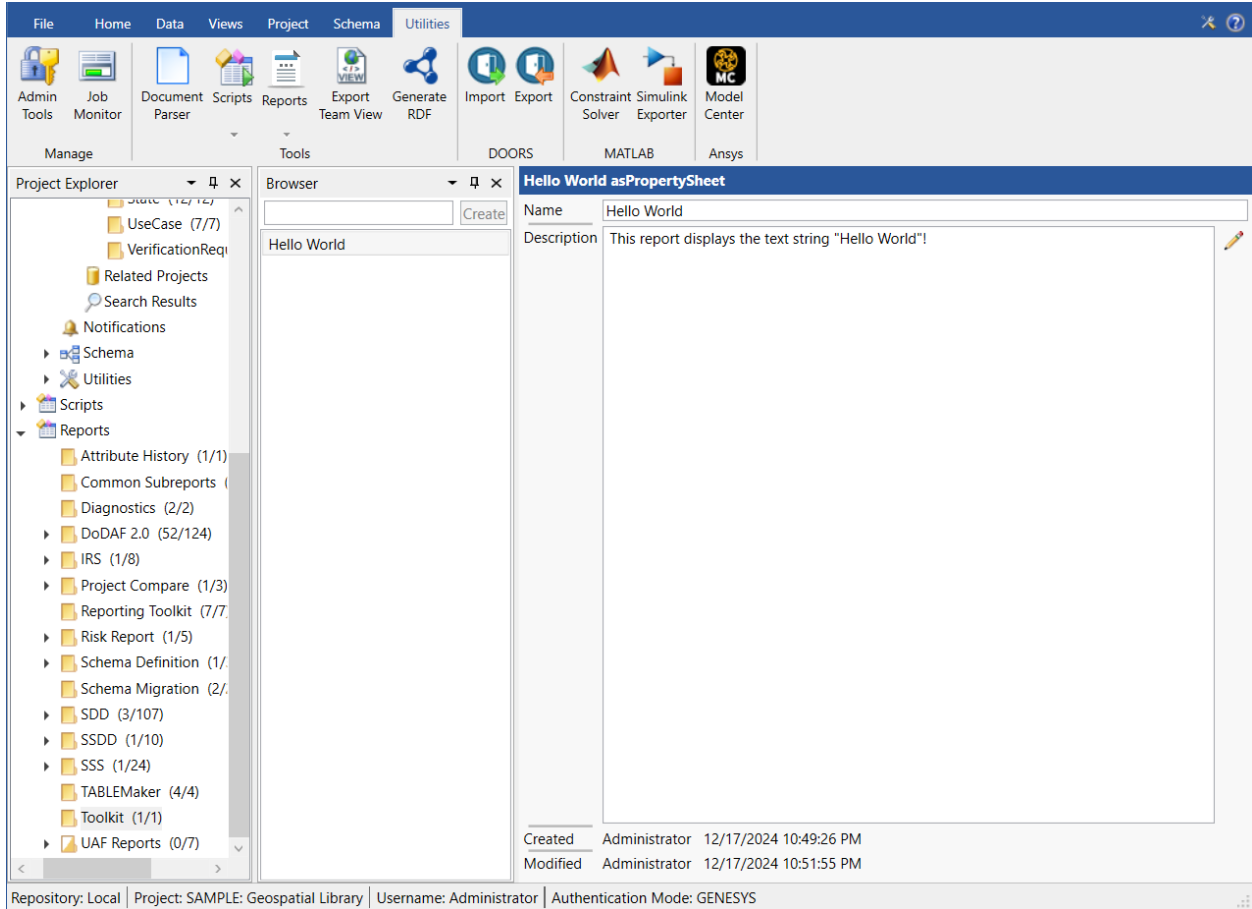 File Home Data Views Project Schema Utilities
Admin Tools
Job Monitor
Document Parser
Scripts
Reports
Export Team View
Generate RDF
Import
Export
Constraint Solver
Simulink Exporter
MC
Model Center
Manage Tools DOORS MATLAB Ansys
Project Explorer
State (12/12)
UseCase (7/7)
VerificationRequ
Related Projects
Search Results
Notifications
Schema
Utilities
Scripts
Reports
Attribute History (1/1)
Common Subreports (
Diagnostics (2/2)
DoDAF 2.0 (52/124)
IRS (1/8)
Project Compare (1/3)
Reporting Toolkit (7/7)
Risk Report (1/5)
Schema Definition (1/
Schema Migration (2/
SDD (3/107)
SSDD (1/10)
SSS (1/24)
TABLEMaker (4/4)
Toolkit (1/1)
UAF Reports (0/7)
Browser
Create
Hello World
Hello World asPropertySheet
Name Hello World
Description This report displays the text string "Hello World"!
Created Administrator 12/17/2024 10:49:26 PM
Modified Administrator 12/17/2024 10:51:55 PM
Repository: Local Project: SAMPLE: Geospatial Library Username: Administrator Authentication Mode: GENESYS